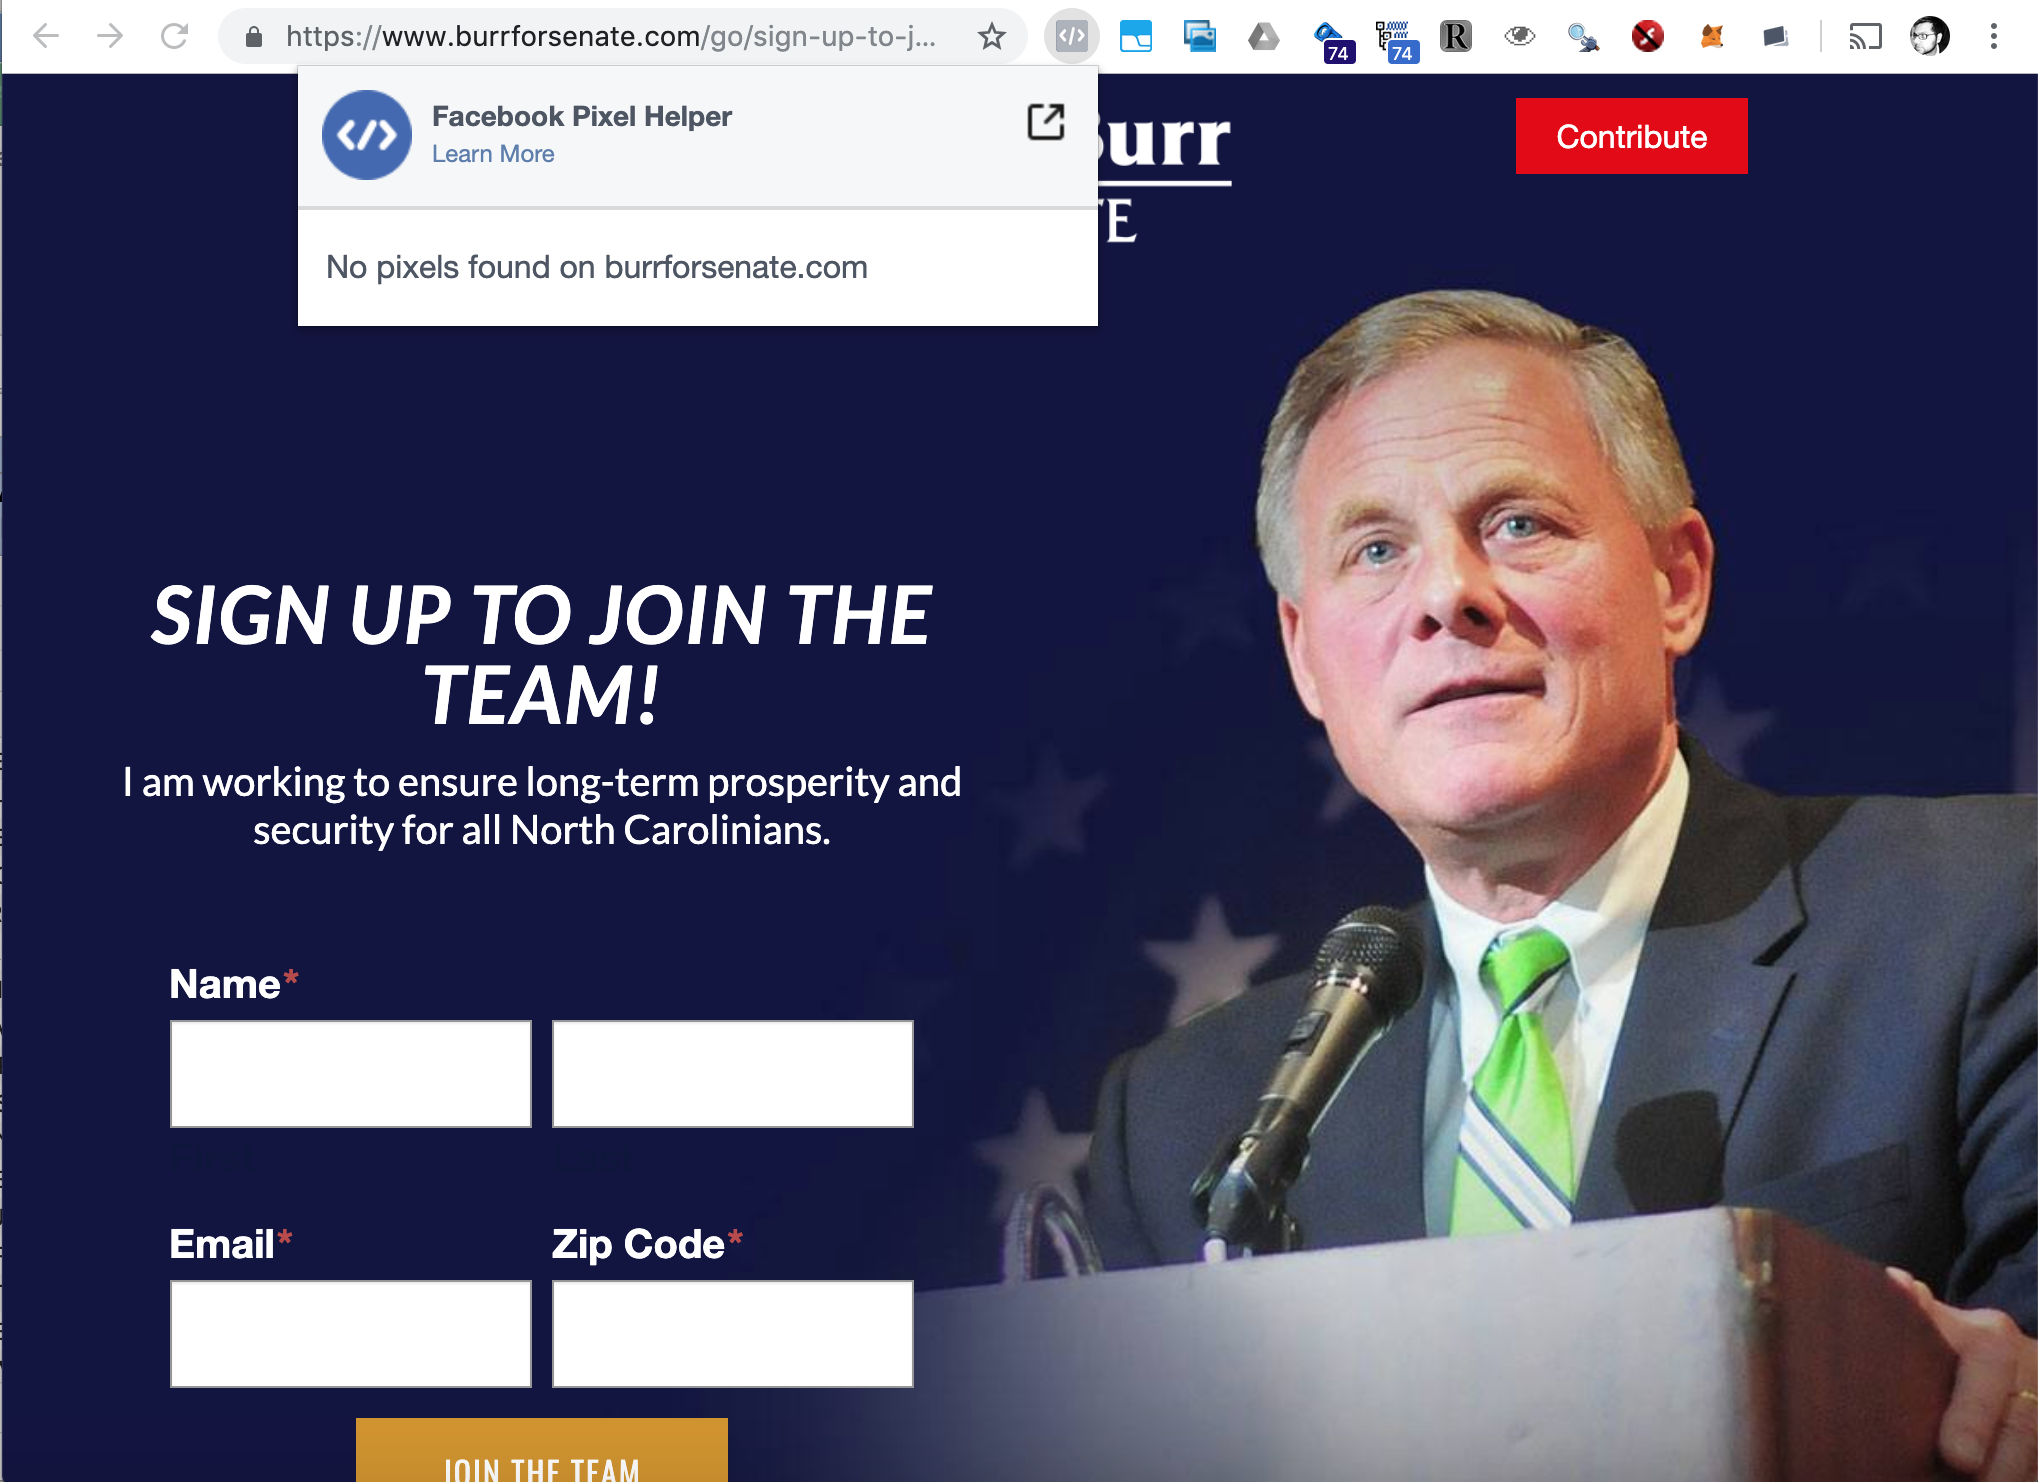 https://www.burrforsenate.com/go/sign-up-to-j...
74
74
R
Facebook Pixel Helper
Learn More
urr
Contribute
TE
No pixels found on burrforsenate.com
SIGN UP TO JOIN THE
TEAM!
I am working to ensure long-term prosperity and
security for all North Carolinians.
Name*
Email* Zip Code*
JOIN THE TEAM